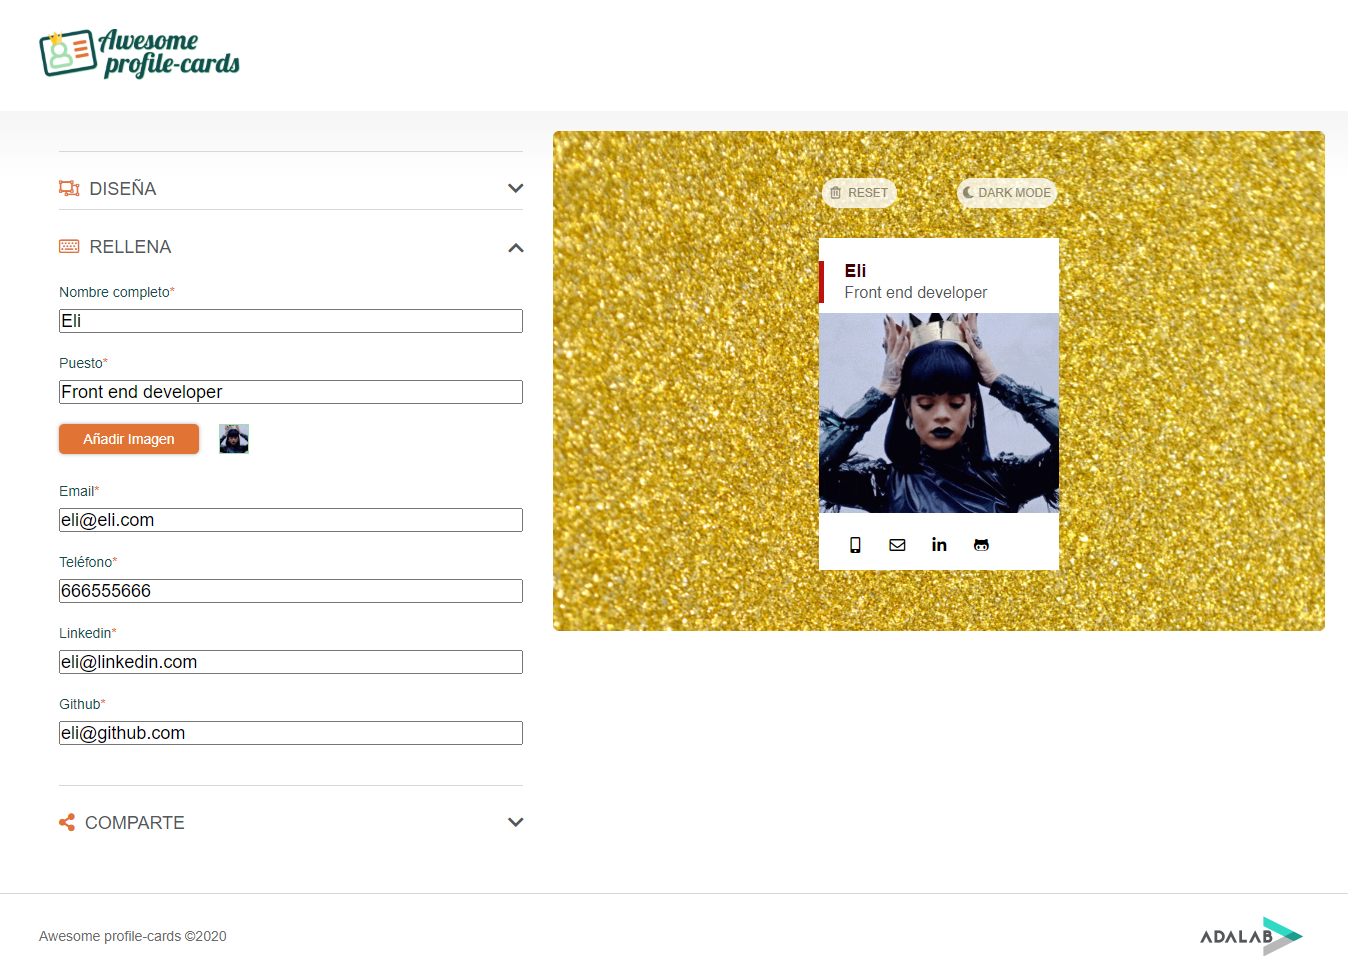 Awesome
profile-cards
DISEÑA
RELLENA
Nombre completo*
Eli
Puesto*
Front end developer
Añadir Imagen
Email*
eli@eli.com
Teléfono*
666555666
Linkedin*
eli@linkedin.com
Github*
eli@github.com
COMPARTE
RESET
DARK MODE
Eli
Front end developer
in
Awesome profile-cards ©2020
ADALAB